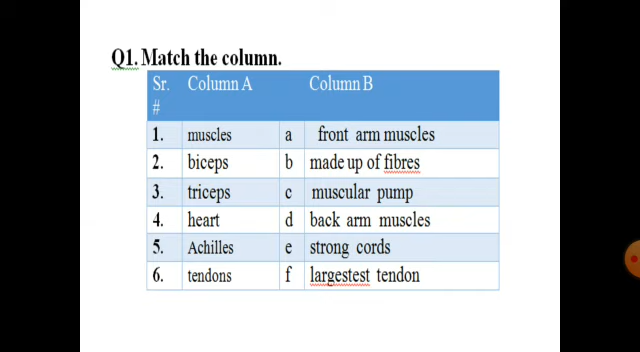 Q1. Match the column.
Sr. # Column A Column B
1. muscles a front arm muscles
2. biceps b made up of fibres
3. triceps c muscular pump
4. heart d back arm muscles
5. Achilles e strong cords
6. tendons f largestest tendon